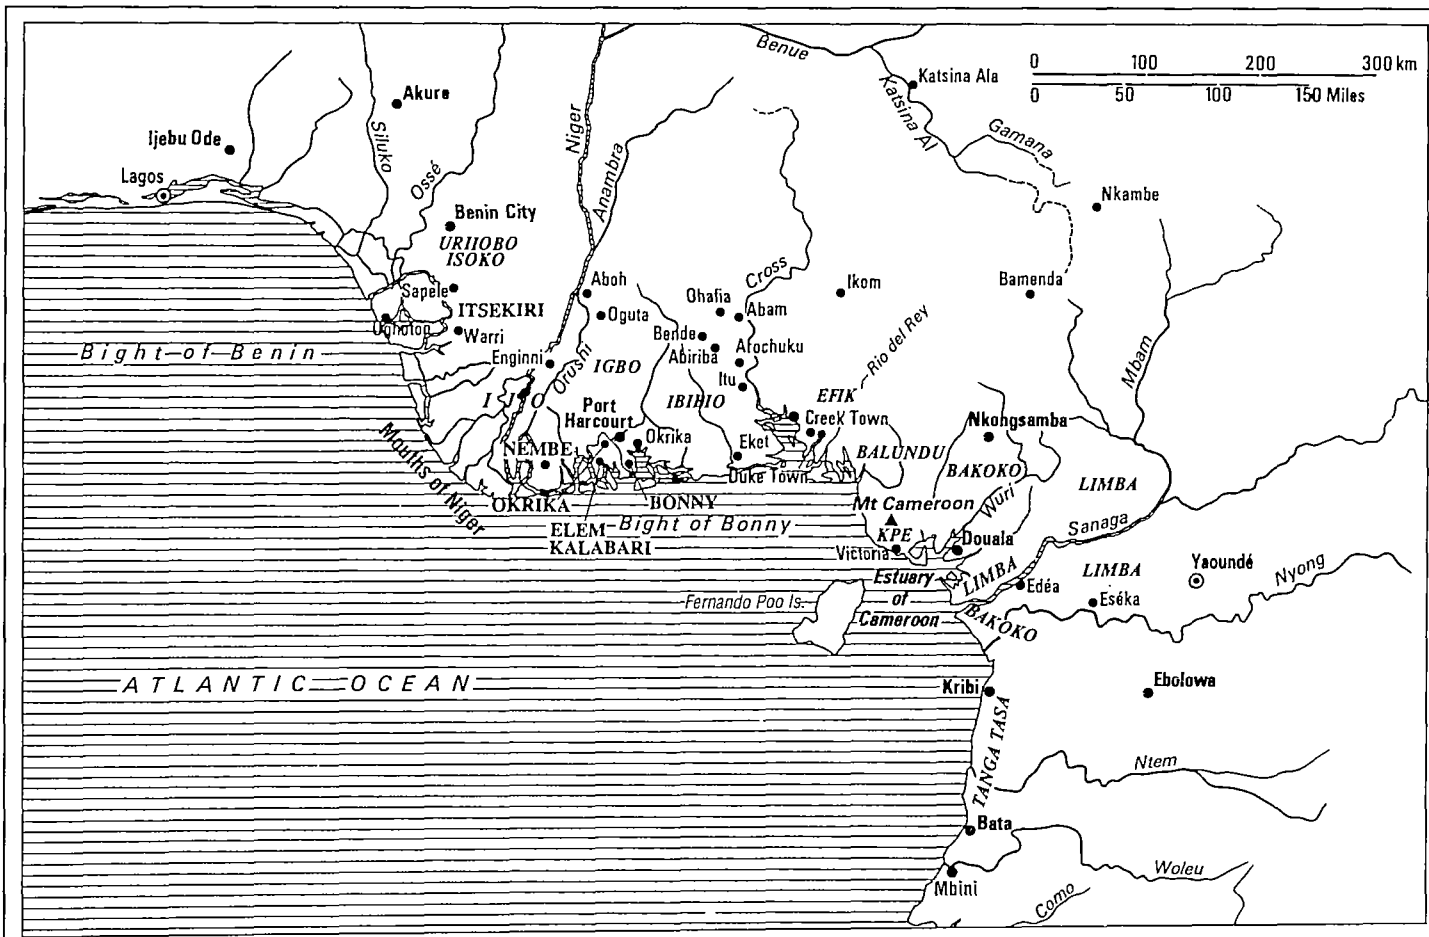 Benue
0 100 200 300 km
0 50 100 150 Miles
Katsina Ala
Katsina Al
Gamana
Akure
Niger
Siluko
Ijebu Ode
Anambra
Lagos
Ossé
Nkambe
Benin City
URIIOBO
ISOKO
Cross
Aboh
Ohafia
Ikom
Bamenda
Sapele
ITSEKIRI
Oguta
Abam
Ughoton
Warri
Bende
Rio del Rey
Mbam
Bight of Benin
Abiriba
Arochuku
Enginni
Orushi
IGBO
Itu
IJO
IBIBIO
EFIK
Port
Harcourt
Creek Town
Nkongsamba
Okrika
NEMBE
Eket
BALUNDU
BAKOKO
Duke Town
LIMBA
Mouths of Niger
OKRIKA
BONNY
Mt Cameroon
Wuri
ELEM
KALABARI
Bight of Bonny
KPE
Sanaga
Victoria
Douala
LIMBA
LIMBA
Yaoundé
Nyong
Estuary
of
Cameroon
Edéa
Eséka
Fernando Poo Is.
BAKOKO
ATLANTIC OCEAN
Kribi
Ebolowa
TANGA TASA
Ntem
Bata
Woleu
Mbini
Como